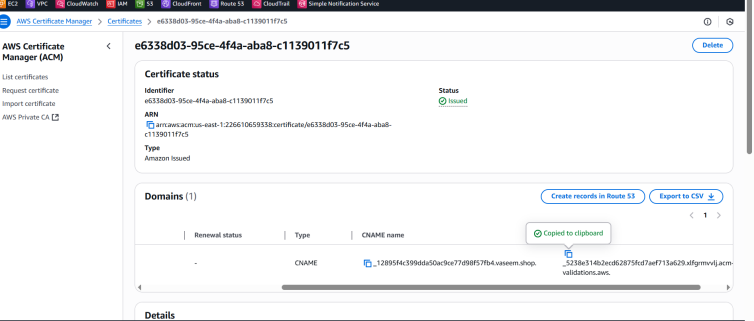 EC2 VPC CloudWatch IAM S3 CloudFront Route 53 CloudTrail Simple Notification Service
AWS Certificate Manager > Certificates > e6338d03-95ce-4f4a-aba8-c1139011f7c5
AWS Certificate
Manager (ACM)
List certificates
Request certificate
Import certificate
AWS Private CA
e6338d03-95ce-4f4a-aba8-c1139011f7c5
Delete
Certificate status
Identifier
e6338d03-95ce-4f4a-aba8-c1139011f7c5
Status
Issued
ARN
arn:aws:acm:us-east-1:226610659338:certificate/e6338d03-95ce-4f4a-aba8-
c1139011f7c5
Type
Amazon Issued
Domains (1)
Create records in Route 53
Export to CSV
< 1 >
Copied to clipboard
Renewal status
Type
CNAME name
-
CNAME
_12895f4c399dda50ac9ce77d98f57fb4.vaseem.shop.
_5238e314b2ecd62875fcd7aef713a629.xlfgrmvvlj.acm-
validations.aws.
Details